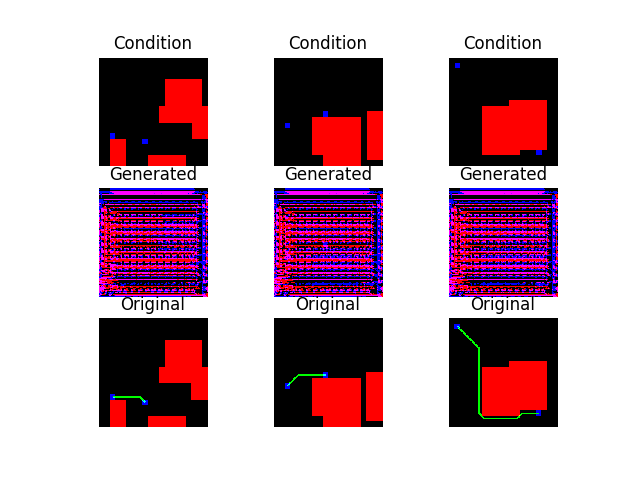 Condition Condition Condition
Generated Generated Generated
Original Original Original